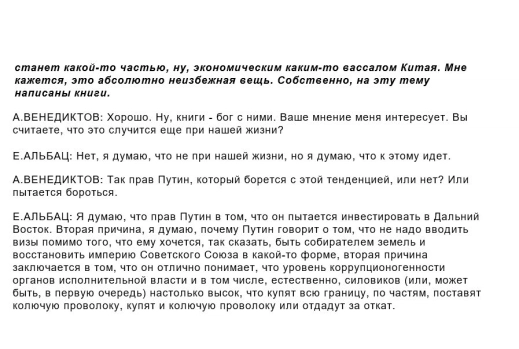 станет какой-то частью, ну, экономическим каким-то вассалом Китая. Мне
кажется, это абсолютно неизбежная вещь. Собственно, на эту тему
написаны книги.
А.ВЕНЕДИКТОВ: Хорошо. Ну, книги - бог с ними. Ваше мнение меня интересует. Вы
считаете, что это случится еще при нашей жизни?
Е.АЛЬБАЦ: Нет, я думаю, что не при нашей жизни, но я думаю, что к этому идет.
А.ВЕНЕДИКТОВ: Так прав Путин, который борется с этой тенденцией, или нет? Или
пытается бороться.
Е.АЛЬБАЦ: Я думаю, что прав Путин в том, что он пытается инвестировать в Дальний
Восток. Вторая причина, я думаю, почему Путин говорит о том, что не надо вводить
визы помимо того, что ему хочется, так сказать, быть собирателем земель и
восстановить империю Советского Союза в какой-то форме, вторая причина
заключается в том, что он отлично понимает, что уровень коррупционогенности
органов исполнительной власти и в том числе, естественно, силовиков (или, может
быть, в первую очередь) настолько высок, что купят всю границу, по частям, поставят
колючую проволоку, купят и колючую проволоку или отдадут за откат.